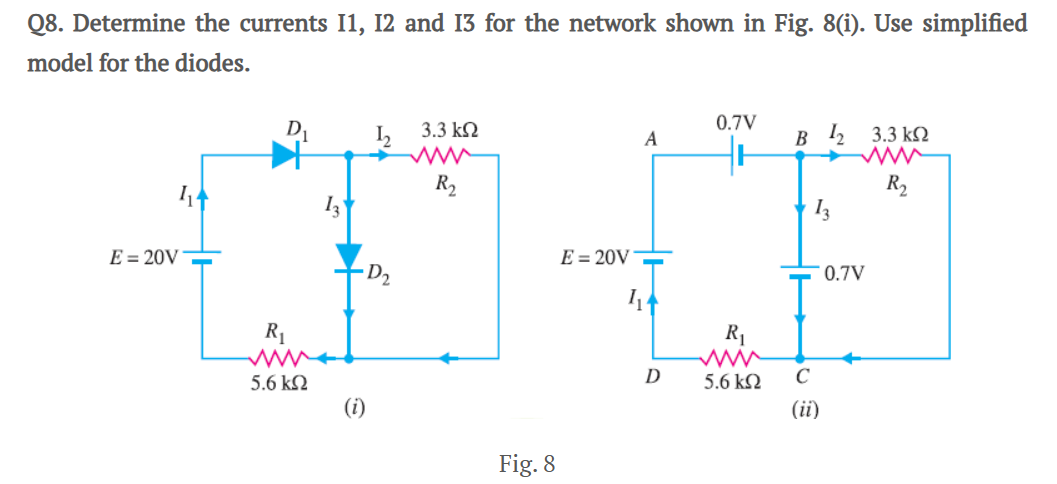 Q8. Determine the currents I1, I2 and I3 for the network shown in Fig. 8(i). Use simplified
model for the diodes.
D₁
I₂
3.3 kΩ
R₂
I₁
I₃
E = 20V
D₂
R₁
5.6 kΩ
(i)
A
0.7V
B
I₂
3.3 kΩ
R₂
I₃
E = 20V
0.7V
I₁
R₁
D
5.6 kΩ
C
(ii)
Fig. 8